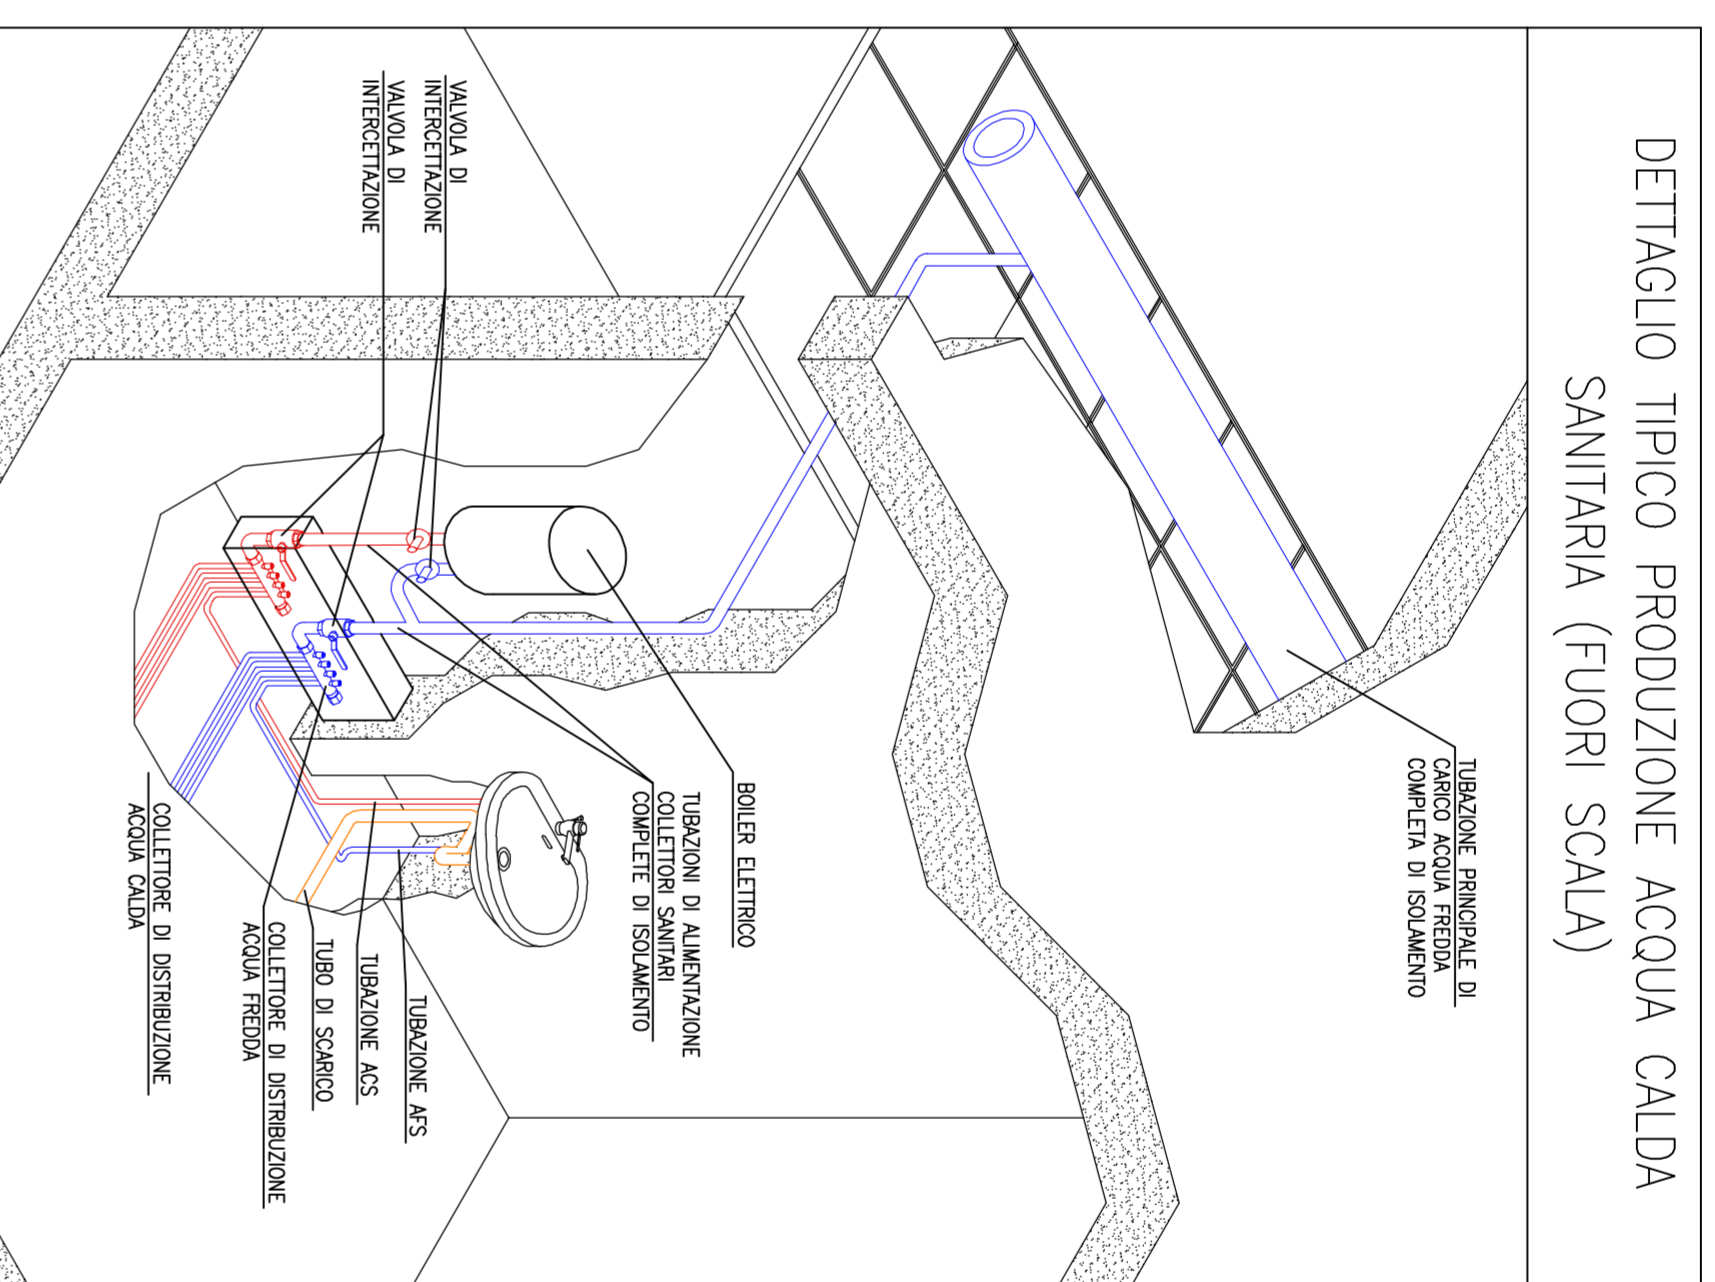 DETTAGLIO TIPICO PRODUZIONE ACQUA CALDA
SANITARIA (FUORI SCALA)
TUBAZIONE PRINCIPALE DI
CARICO ACQUA FREDDA
COMPLETA DI ISOLAMENTO
BOILER ELETTRICO
TUBAZIONI DI ALIMENTAZIONE
COLLETTORI SANITARI
COMPLETE DI ISOLAMENTO
VALVOLA DI
INTERCETTAZIONE
VALVOLA DI
INTERCETTAZIONE
TUBAZIONE AFS
TUBAZIONE ACS
TUBO DI SCARICO
COLLETTORE DI DISTRIBUZIONE
ACQUA FREDDA
COLLETTORE DI DISTRIBUZIONE
ACQUA CALDA